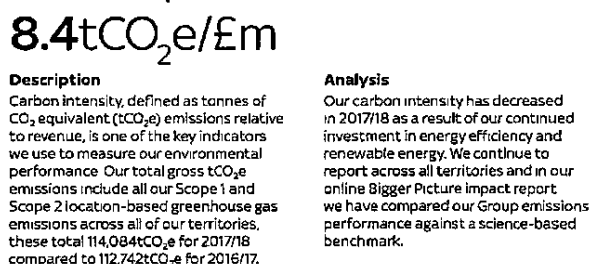 8.4tCO₂e/£m
Description
Carbon intensity, defined as tonnes of
CO₂ equivalent (tCO₂e) emissions relative
to revenue, is one of the key indicators
we use to measure our environmental
performance Our total gross tCO₂e
emissions include all our Scope 1 and
Scope 2 location-based greenhouse gas
emissions across all of our territories,
these total 114,084tCO₂e for 2017/18
compared to 112,742tCO₂e for 2016/17.
Analysis
Our carbon intensity has decreased
in 2017/18 as a result of our continued
investment in energy efficiency and
renewable energy. We continue to
report across all territories and in our
online Bigger Picture impact report
we have compared our Group emissions
performance against a science-based
benchmark.